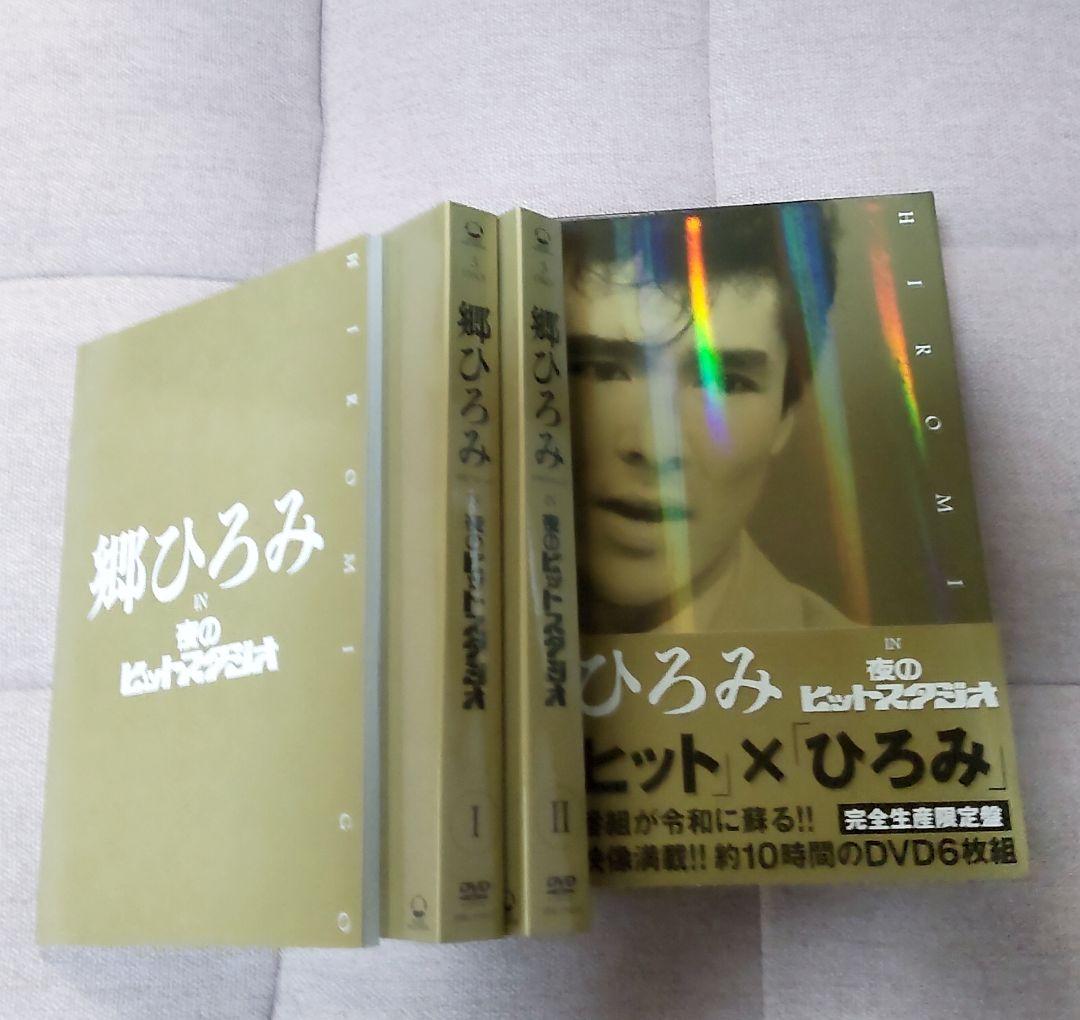 HIROMI GO
郷ひろみ
IN
夜の
ヒットスタジオ
郷ひろみ
夜のヒットスタジオ
I
DVD
郷ひろみ
夜のヒットスタジオ
II
DVD
HIROMI
ひろみ
IN
夜の
ヒットスタジオ
ヒット」×「ひろみ」
番組が令和に蘇る!!
完全生産限定盤
映像満載!! 約10時間のDVD6枚組